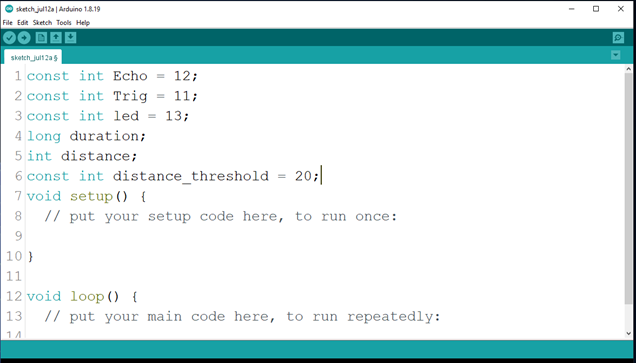 sketch_jul12a | Arduino 1.8.19
File Edit Sketch Tools Help
sketch_jul12a §
1 const int Echo = 12;
2 const int Trig = 11;
3 const int led = 13;
4 long duration;
5 int distance;
6 const int distance_threshold = 20;
7 void setup() {
8 // put your setup code here, to run once:
9
10 }
11
12 void loop() {
13 // put your main code here, to run repeatedly:
14